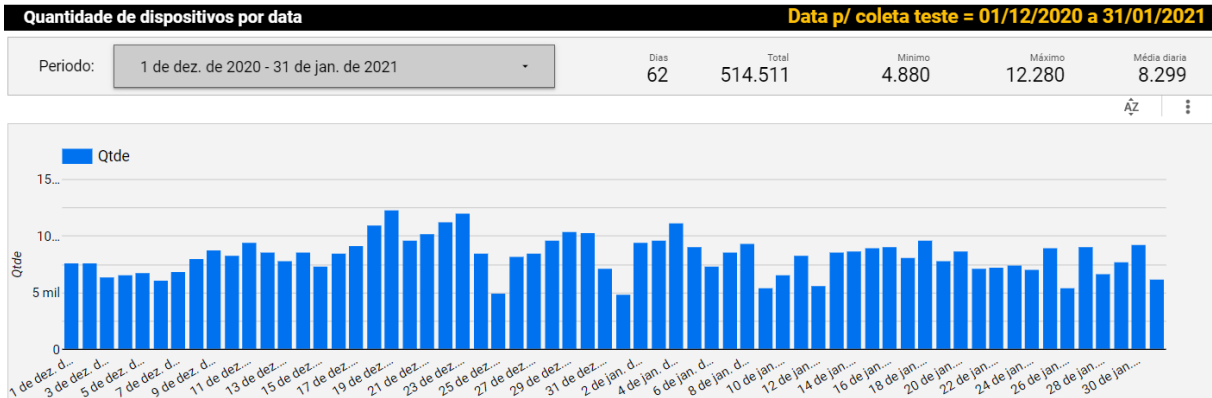 Quantidade de dispositivos por data
Data p/ coleta teste = 01/12/2020 a 31/01/2021
Periodo:
1 de dez. de 2020 - 31 de jan. de 2021
Dias
62
Total
514.511
Minimo
4.880
Máximo
12.280
Média diaria
8.299
AZ
Qtde
15...
10...
5 mil
0
Qtde
1 de dez. d...
3 de dez. d...
5 de dez. d...
7 de dez. d...
9 de dez. d...
11 de dez....
13 de dez....
15 de dez....
17 de dez....
19 de dez....
21 de dez....
23 de dez....
25 de dez....
27 de dez....
29 de dez....
31 de dez....
2 de jan. d...
4 de jan. d...
6 de jan. d...
8 de jan. d...
10 de jan....
12 de jan....
14 de jan....
16 de jan....
18 de jan....
20 de jan....
22 de jan....
24 de jan....
26 de jan....
28 de jan....
30 de jan....